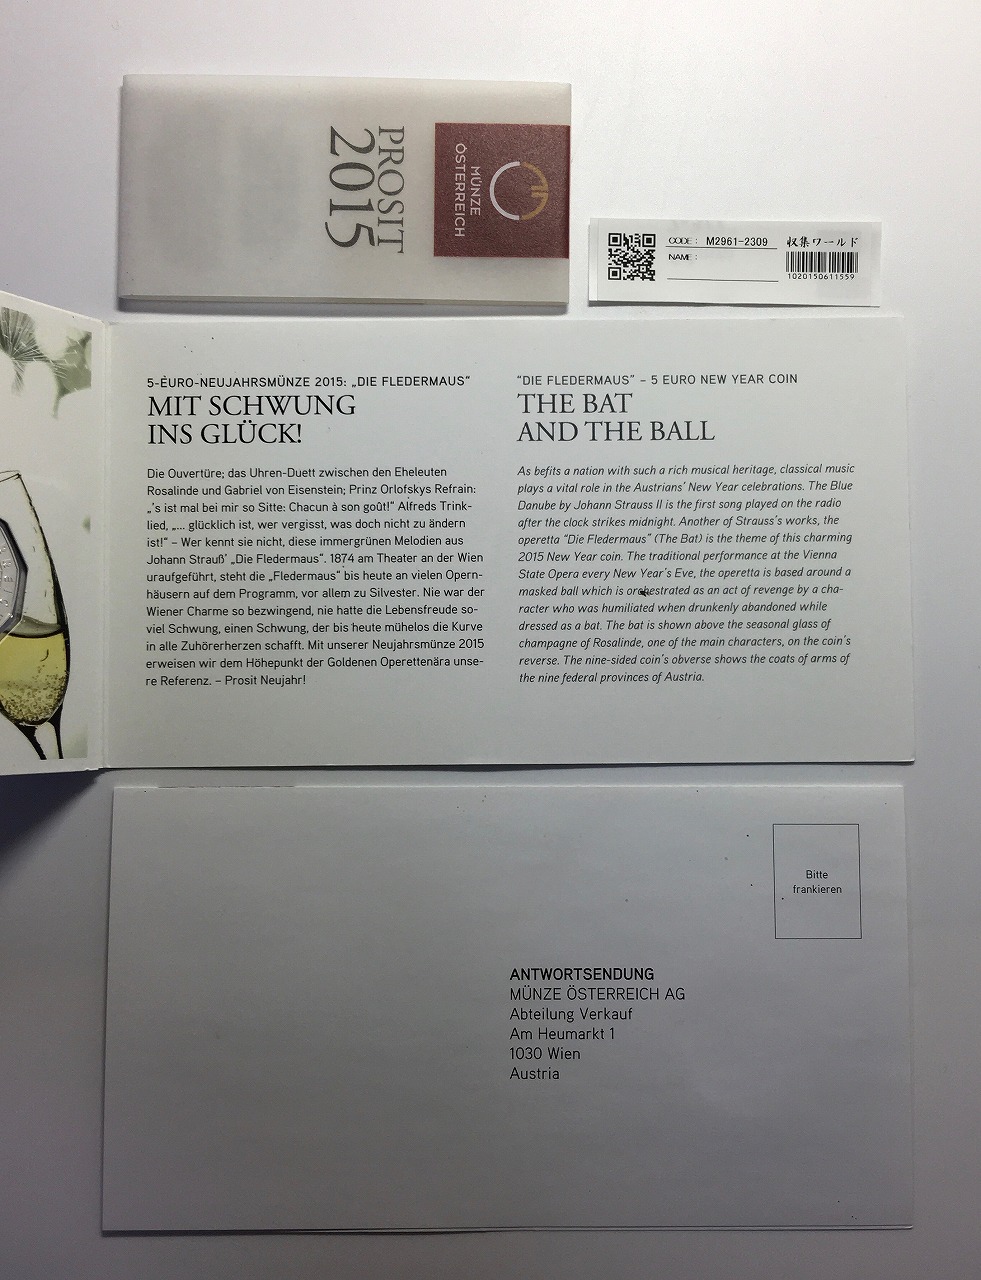 PROSIT
2015
MÜNZE
ÖSTERREICH
CODE : M2961-2309
収集ワールド
NAME :
1020150611559
5-EURO-NEUJAHRSMÜNZE 2015: „DIE FLEDERMAUS“
MIT SCHWUNG
INS GLÜCK!
Die Ouvertüre; das Uhren-Duett zwischen den Eheleuten
Rosalinde und Gabriel von Eisenstein; Prinz Orlofskys Refrain:
„’s ist mal bei mir so Sitte: Chacun à son goût!“ Alfreds Trink-
lied, „... glücklich ist, wer vergisst, was doch nicht zu ändern
ist!“ – Wer kennt sie nicht, diese immergrünen Melodien aus
Johann Strauß’ „Die Fledermaus“. 1874 am Theater an der Wien
uraufgeführt, steht die „Fledermaus“ bis heute an vielen Opern-
häusern auf dem Programm, vor allem zu Silvester. Nie war der
Wiener Charme so bezwingend, nie hatte die Lebensfreude so-
viel Schwung, einen Schwung, der bis heute mühelos die Kurve
in alle Zuhörerherzen schafft. Mit unserer Neujahrsmünze 2015
erweisen wir dem Höhepunkt der Goldenen Operettenära unse-
re Referenz. – Prosit Neujahr!
“DIE FLEDERMAUS” – 5 EURO NEW YEAR COIN
THE BAT
AND THE BALL
As befits a nation with such a rich musical heritage, classical music
plays a vital role in the Austrians’ New Year celebrations. The Blue
Danube by Johann Strauss II is the first song played on the radio
after the clock strikes midnight. Another of Strauss’s works, the
operetta “Die Fledermaus” (The Bat) is the theme of this charming
2015 New Year coin. The traditional performance at the Vienna
State Opera every New Year’s Eve, the operetta is based around a
masked ball which is orchestrated as an act of revenge by a cha-
racter who was humiliated when drunkenly abandoned while
dressed as a bat. The bat is shown above the seasonal glass of
champagne of Rosalinde, one of the main characters, on the coin’s
reverse. The nine-sided coin’s obverse shows the coats of arms of
the nine federal provinces of Austria.
Bitte
frankieren
ANTWORTSENDUNG
MÜNZE ÖSTERREICH AG
Abteilung Verkauf
Am Heumarkt 1
1030 Wien
Austria